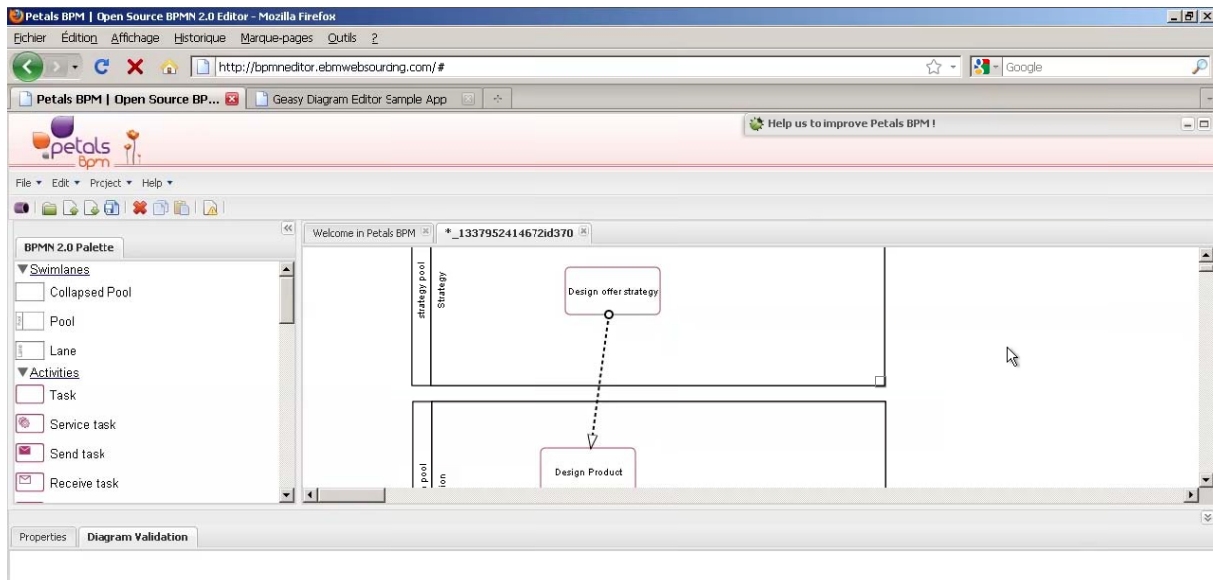 Petals BPM | Open Source BPMN 2.0 Editor - Mozilla Firefox
Fichier Édition Affichage Historique Marque-pages Outils ?
http://bpmneditor.ebmwebsourcing.com/# Google
Petals BPM | Open Source BP... Geasy Diagram Editor Sample App
Help us to improve Petals BPM !
petals
Bpm
File Edit Project Help
Welcome in Petals BPM *_1337952414672id370
BPMN 2.0 Palette
Swimlanes
Collapsed Pool
Pool
Lane
Activities
Task
Service task
Send task
Receive task
strategy pool
Strategy
Design offer strategy
pool
ion
Design Product
Properties Diagram Validation